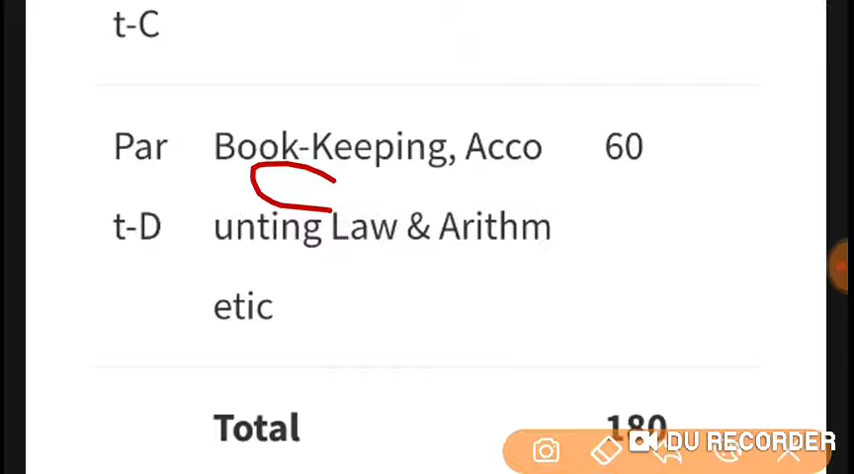 t-C
Par Book-Keeping, Acco 60
t-D unting Law & Arithm
etic
Total 180
DU RECORDER